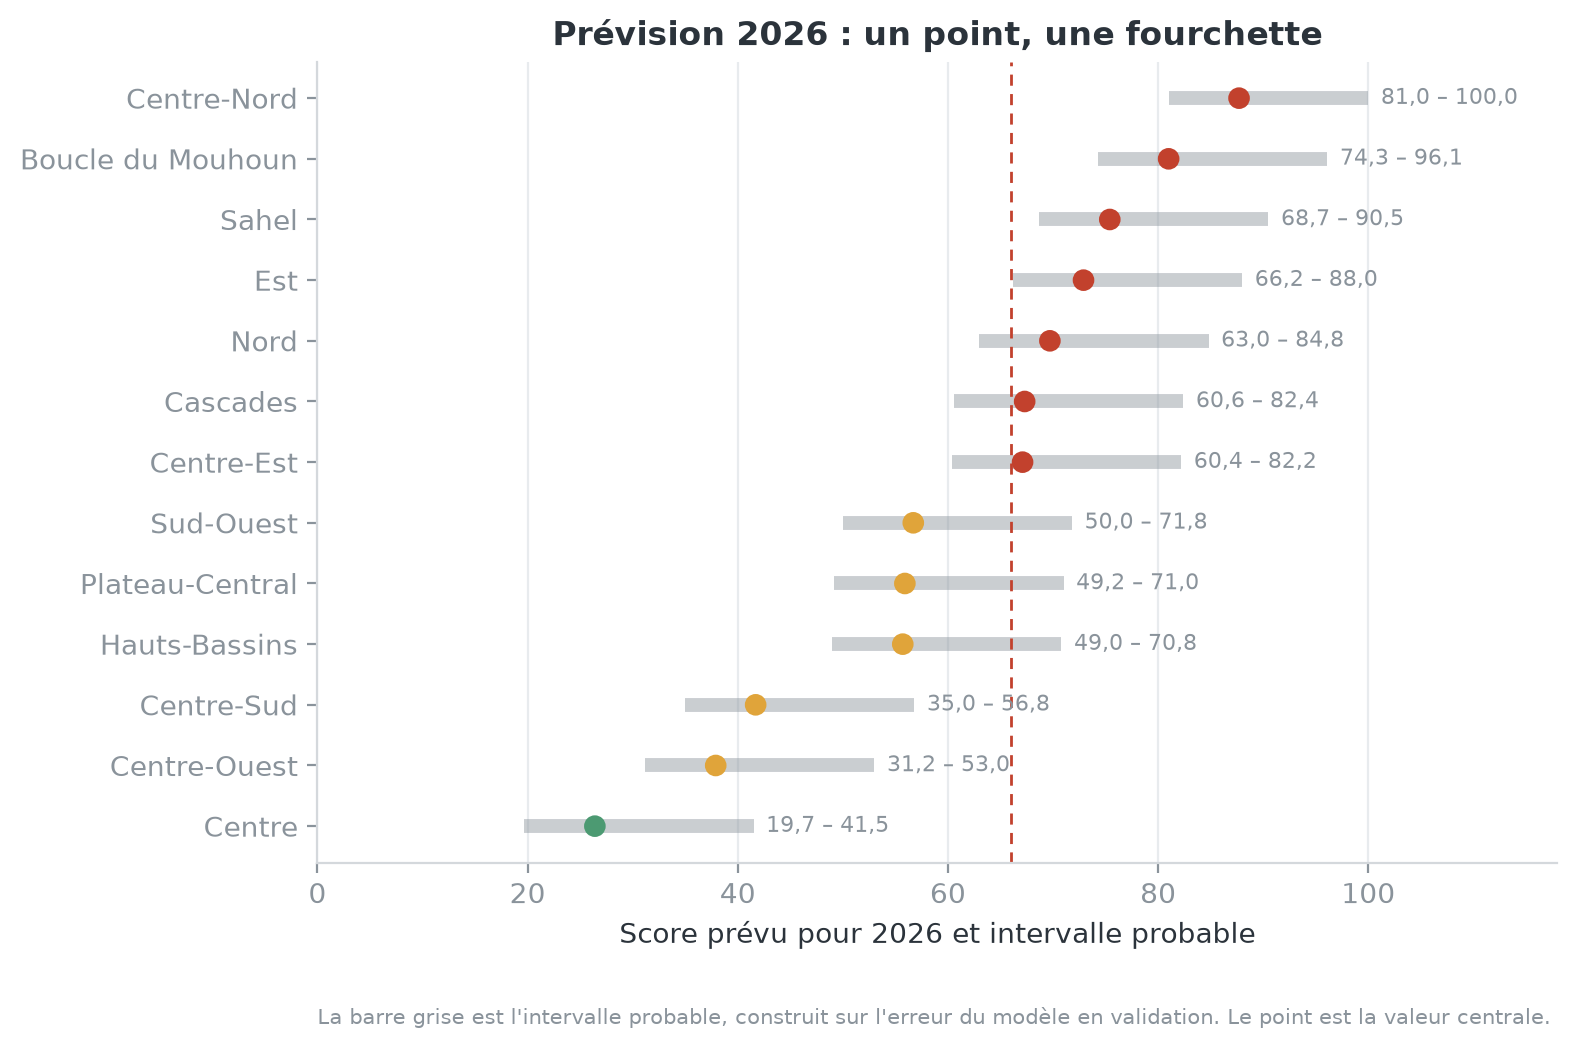 Prévision 2026 : un point, une fourchette
Centre-Nord 81,0 – 100,0
Boucle du Mouhoun 74,3 – 96,1
Sahel 68,7 – 90,5
Est 66,2 – 88,0
Nord 63,0 – 84,8
Cascades 60,6 – 82,4
Centre-Est 60,4 – 82,2
Sud-Ouest 50,0 – 71,8
Plateau-Central 49,2 – 71,0
Hauts-Bassins 49,0 – 70,8
Centre-Sud 35,0 – 56,8
Centre-Ouest 31,2 – 53,0
Centre 19,7 – 41,5
0 20 40 60 80 100
Score prévu pour 2026 et intervalle probable
La barre grise est l'intervalle probable, construit sur l'erreur du modèle en validation. Le point est la valeur centrale.